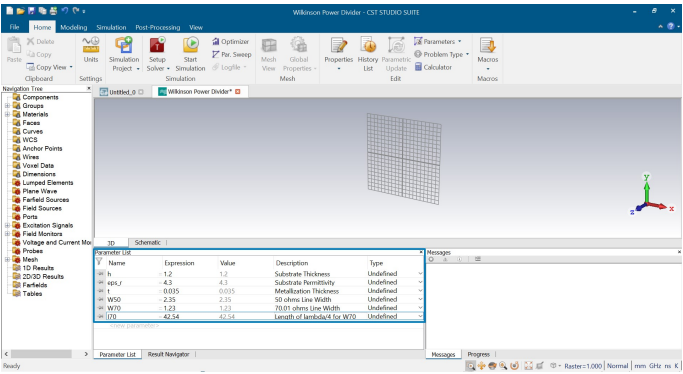 Wilkinson Power Divider - CST STUDIO SUITE
File Home Modeling Simulation Post-Processing View
Paste
Delete
Copy
Copy View
Clipboard
Units
Settings
Simulation Project
Setup Solver
Start Simulation
Optimizer
Par. Sweep
Logfile
Simulation
Mesh View
Global Properties
Mesh
Properties
History List
Parametric Update
Parameters
Problem Type
Calculator
Edit
Macros
Macros
Navigation Tree
Untitled_0
Wilkinson Power Divider*
Components
Groups
Materials
Faces
Curves
WCS
Anchor Points
Wires
Voxel Data
Dimensions
Lumped Elements
Plane Wave
Farfield Sources
Field Sources
Ports
Excitation Signals
Field Monitors
Voltage and Current Mo
Probes
Mesh
1D Results
2D/3D Results
Farfields
Tables
y
z
x
3D Schematic
Parameter List
Name Expression Value Description Type
h = 1.2 1.2 Substrate Thickness Undefined
eps_r = 4.3 4.3 Substrate Permittivity Undefined
t = 0.035 0.035 Metallization Thickness Undefined
W50 = 2.35 2.35 50 ohms Line Width Undefined
W70 = 1.23 1.23 70.01 ohms Line Width Undefined
l70 = 42.54 42.54 Length of lambda/4 for W70 Undefined
<new parameter>
Messages
Parameter List Result Navigator
Messages Progress
Ready
Raster=1.000 Normal mm GHz ns K